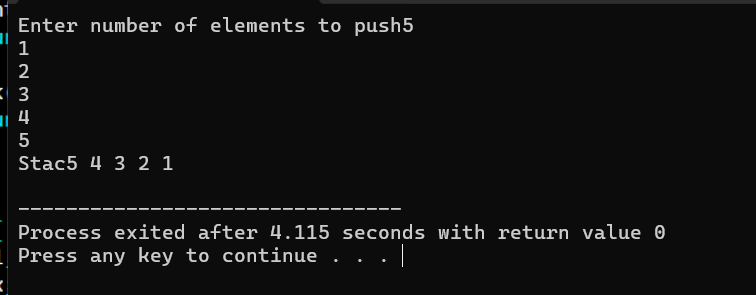 Enter number of elements to push5
1
2
3
4
5
Stac5 4 3 2 1
--------------------------------
Process exited after 4.115 seconds with return value 0
Press any key to continue . . .